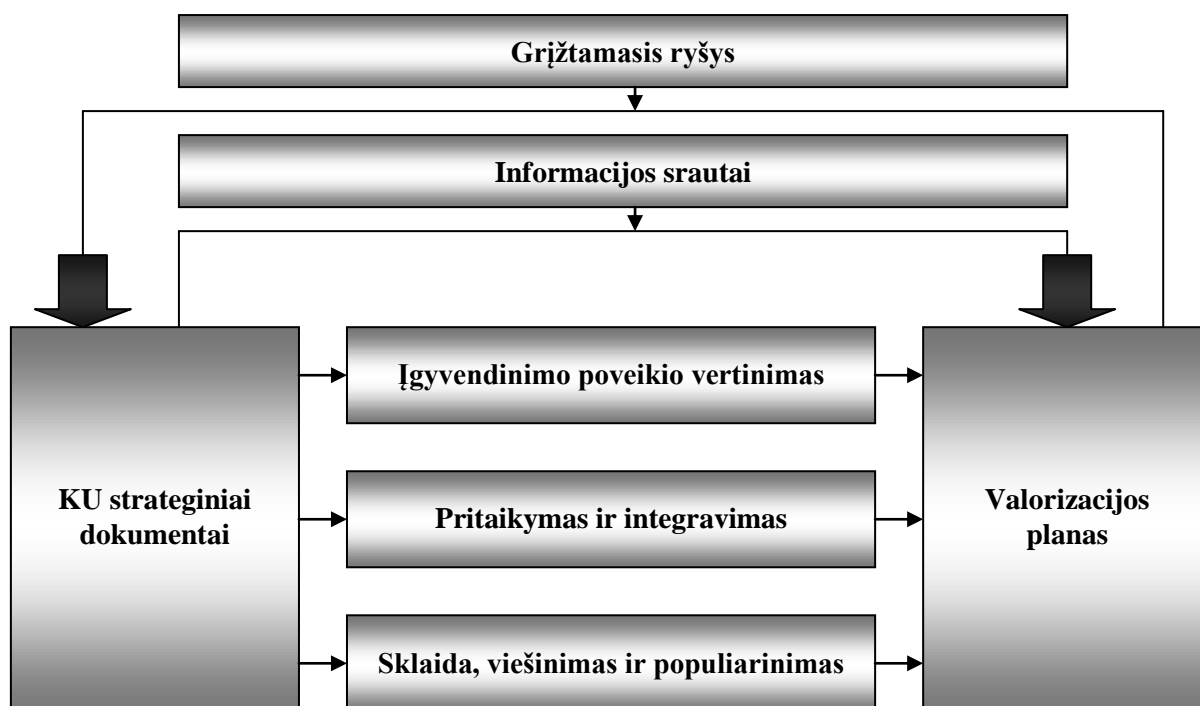 Grįžtamasis ryšys
Informacijos srautai
KU strateginiai
dokumentai
Įgyvendinimo poveikio vertinimas
Pritaikymas ir integravimas
Sklaida, viešinimas ir populiarinimas
Valorizacijos
planas